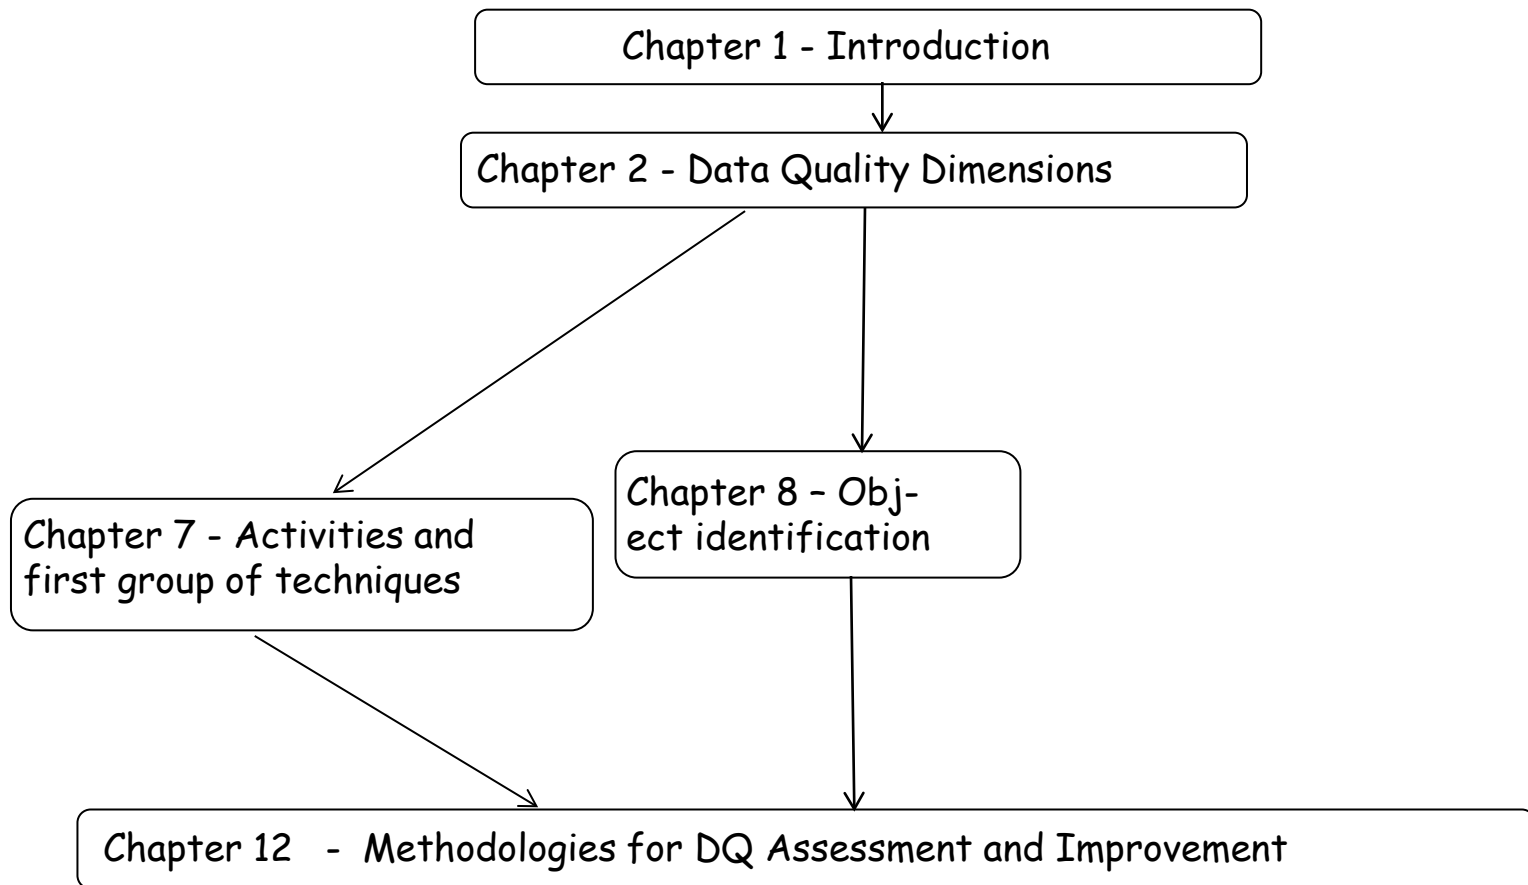 Chapter 1 - Introduction
Chapter 2 - Data Quality Dimensions
Chapter 8 – Obj-
ect identification
Chapter 7 - Activities and
first group of techniques
Chapter 12 - Methodologies for DQ Assessment and Improvement